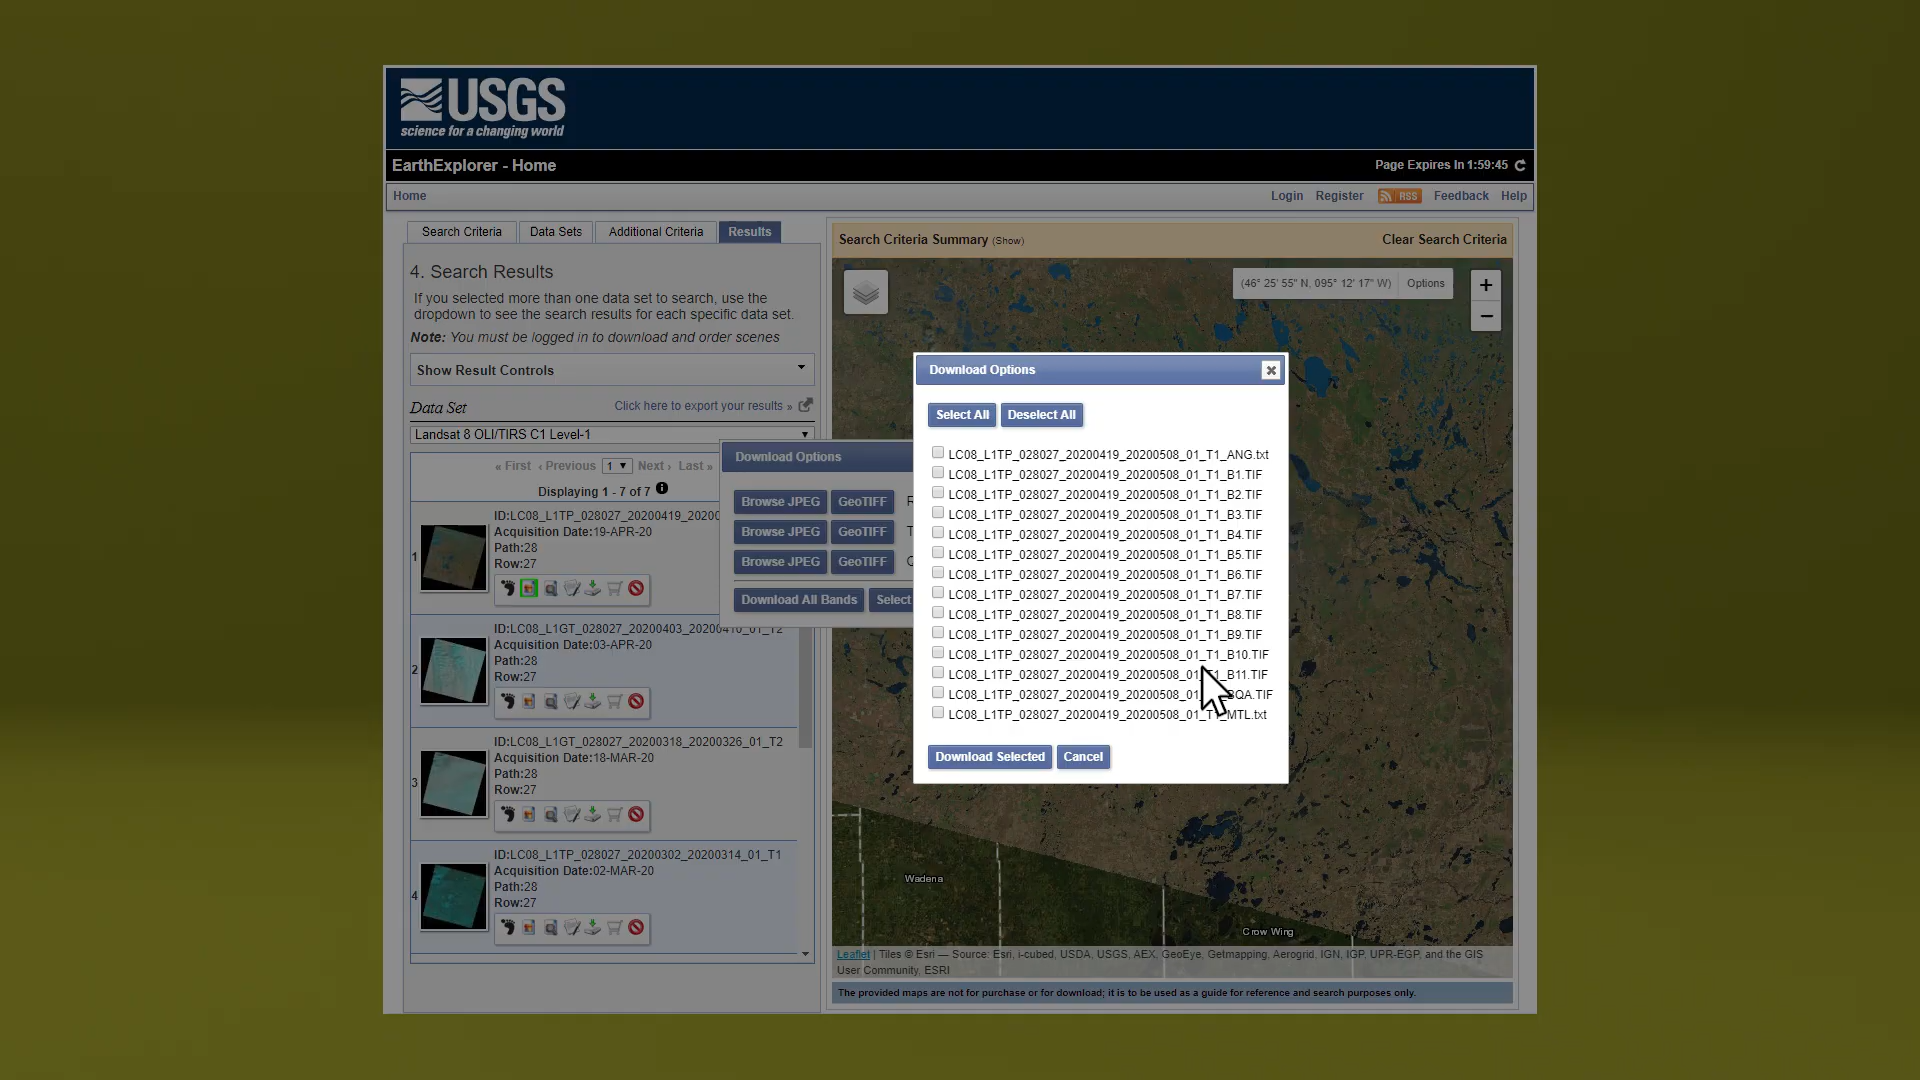 USGS
science for a changing world
EarthExplorer - Home
Page Expires In 1:59:45
Home
Login Register RSS Feedback Help
Search Criteria Data Sets Additional Criteria Results
4. Search Results
If you selected more than one data set to search, use the
dropdown to see the search results for each specific data set.
Note: You must be logged in to download and order scenes
Show Result Controls
Data Set
Click here to export your results »
Landsat 8 OLI/TIRS C1 Level-1
« First ‹ Previous 1 Next › Last »
Displaying 1 - 7 of 7
1
ID:LC08_L1TP_028027_20200419_2020
Acquisition Date:19-APR-20
Path:28
Row:27
2
ID:LC08_L1GT_028027_20200403_20200410_01_T2
Acquisition Date:03-APR-20
Path:28
Row:27
3
ID:LC08_L1GT_028027_20200318_20200326_01_T2
Acquisition Date:18-MAR-20
Path:28
Row:27
4
ID:LC08_L1TP_028027_20200302_20200314_01_T1
Acquisition Date:02-MAR-20
Path:28
Row:27
Download Options
Browse JPEG GeoTIFF
Browse JPEG GeoTIFF
Browse JPEG GeoTIFF
Download All Bands Select
Search Criteria Summary (Show)
Clear Search Criteria
(46° 25' 55" N, 095° 12' 17" W) Options
+
−
Download Options
Select All Deselect All
LC08_L1TP_028027_20200419_20200508_01_T1_ANG.txt
LC08_L1TP_028027_20200419_20200508_01_T1_B1.TIF
LC08_L1TP_028027_20200419_20200508_01_T1_B2.TIF
LC08_L1TP_028027_20200419_20200508_01_T1_B3.TIF
LC08_L1TP_028027_20200419_20200508_01_T1_B4.TIF
LC08_L1TP_028027_20200419_20200508_01_T1_B5.TIF
LC08_L1TP_028027_20200419_20200508_01_T1_B6.TIF
LC08_L1TP_028027_20200419_20200508_01_T1_B7.TIF
LC08_L1TP_028027_20200419_20200508_01_T1_B8.TIF
LC08_L1TP_028027_20200419_20200508_01_T1_B9.TIF
LC08_L1TP_028027_20200419_20200508_01_T1_B10.TIF
LC08_L1TP_028027_20200419_20200508_01_T1_B11.TIF
LC08_L1TP_028027_20200419_20200508_01_T1_BQA.TIF
LC08_L1TP_028027_20200419_20200508_01_T1_MTL.txt
Download Selected Cancel
Wadena
Crow Wing
Leaflet | Tiles © Esri — Source: Esri, i-cubed, USDA, USGS, AEX, GeoEye, Getmapping, Aerogrid, IGN, IGP, UPR-EGP, and the GIS
User Community, ESRI
The provided maps are not for purchase or for download; it is to be used as a guide for reference and search purposes only.